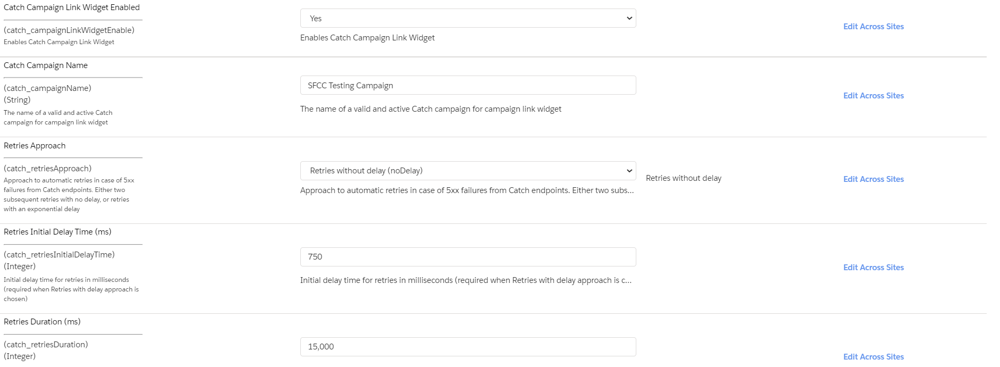 Catch Campaign Link Widget Enabled
(catch_campaignLinkWidgetEnable)
Enables Catch Campaign Link Widget
Yes
Enables Catch Campaign Link Widget
Edit Across Sites
Catch Campaign Name
(catch_campaignName)
(String)
The name of a valid and active Catch
campaign for campaign link widget
SFCC Testing Campaign
The name of a valid and active Catch campaign for campaign link widget
Edit Across Sites
Retries Approach
(catch_retriesApproach)
Approach to automatic retries in case of 5xx
failures from Catch endpoints. Either two
subsequent retries with no delay, or retries
with an exponential delay
Retries without delay (noDelay)
Approach to automatic retries in case of 5xx failures from Catch endpoints. Either two subs...
Retries without delay
Edit Across Sites
Retries Initial Delay Time (ms)
(catch_retriesInitialDelayTime)
(Integer)
Initial delay time for retries in milliseconds
(required when Retries with delay approach is
chosen)
750
Initial delay time for retries in milliseconds (required when Retries with delay approach is c...
Edit Across Sites
Retries Duration (ms)
(catch_retriesDuration)
(Integer)
15,000
Edit Across Sites